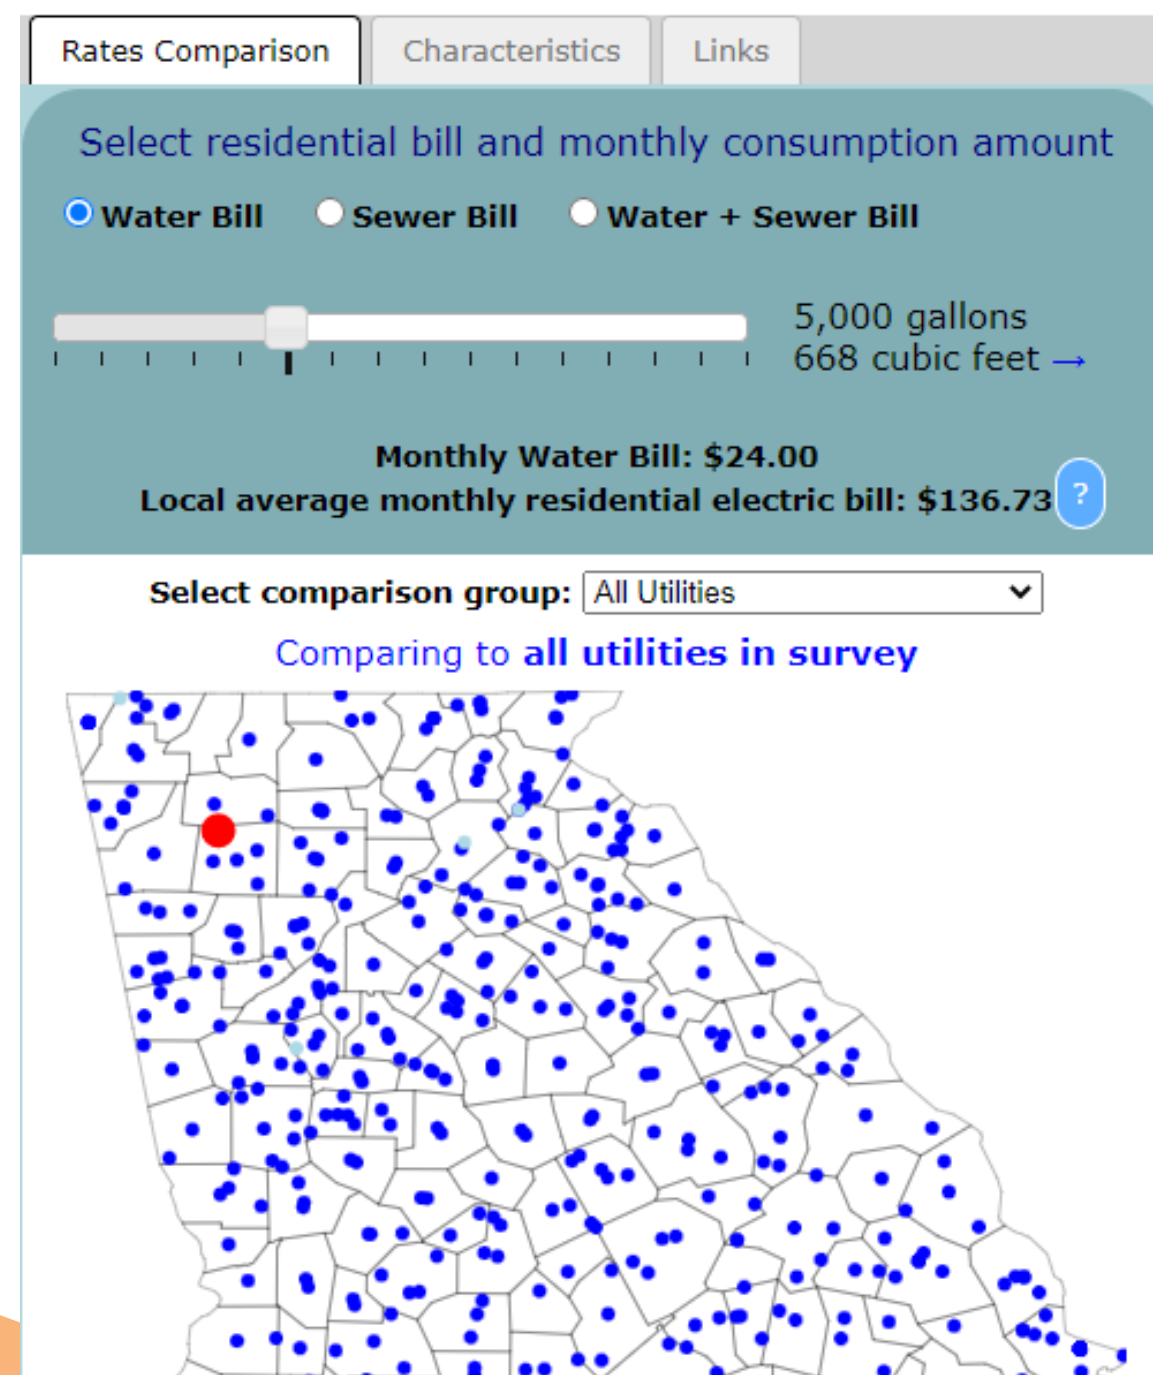 Rates Comparison Characteristics Links
Select residential bill and monthly consumption amount
Water Bill Sewer Bill Water + Sewer Bill
5,000 gallons
668 cubic feet →
Monthly Water Bill: $24.00
Local average monthly residential electric bill: $136.73 ?
Select comparison group: All Utilities
Comparing to all utilities in survey